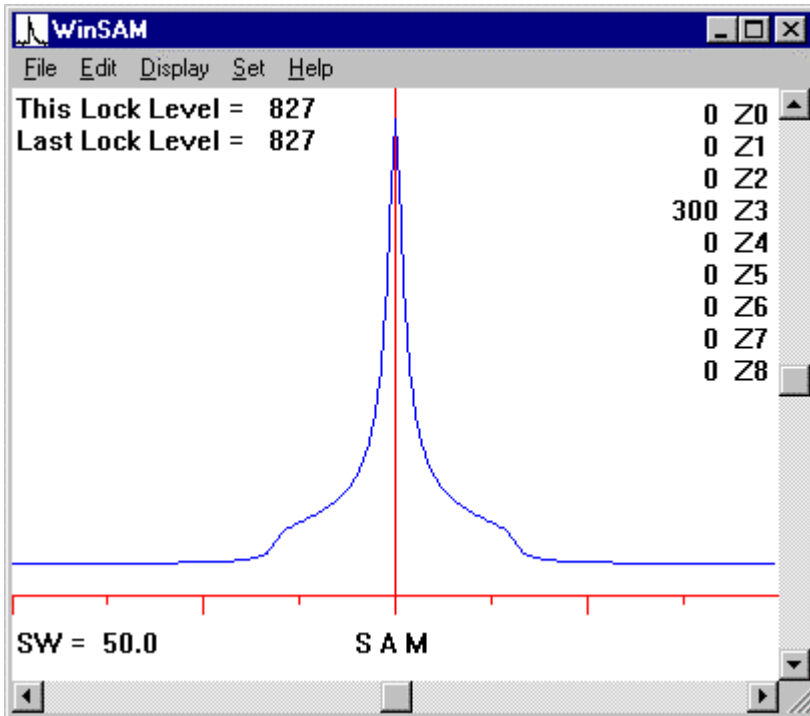 WinSAM
File Edit Display Set Help
This Lock Level = 827
Last Lock Level = 827
0 Z0
0 Z1
0 Z2
300 Z3
0 Z4
0 Z5
0 Z6
0 Z7
0 Z8
SW = 50.0
S A M